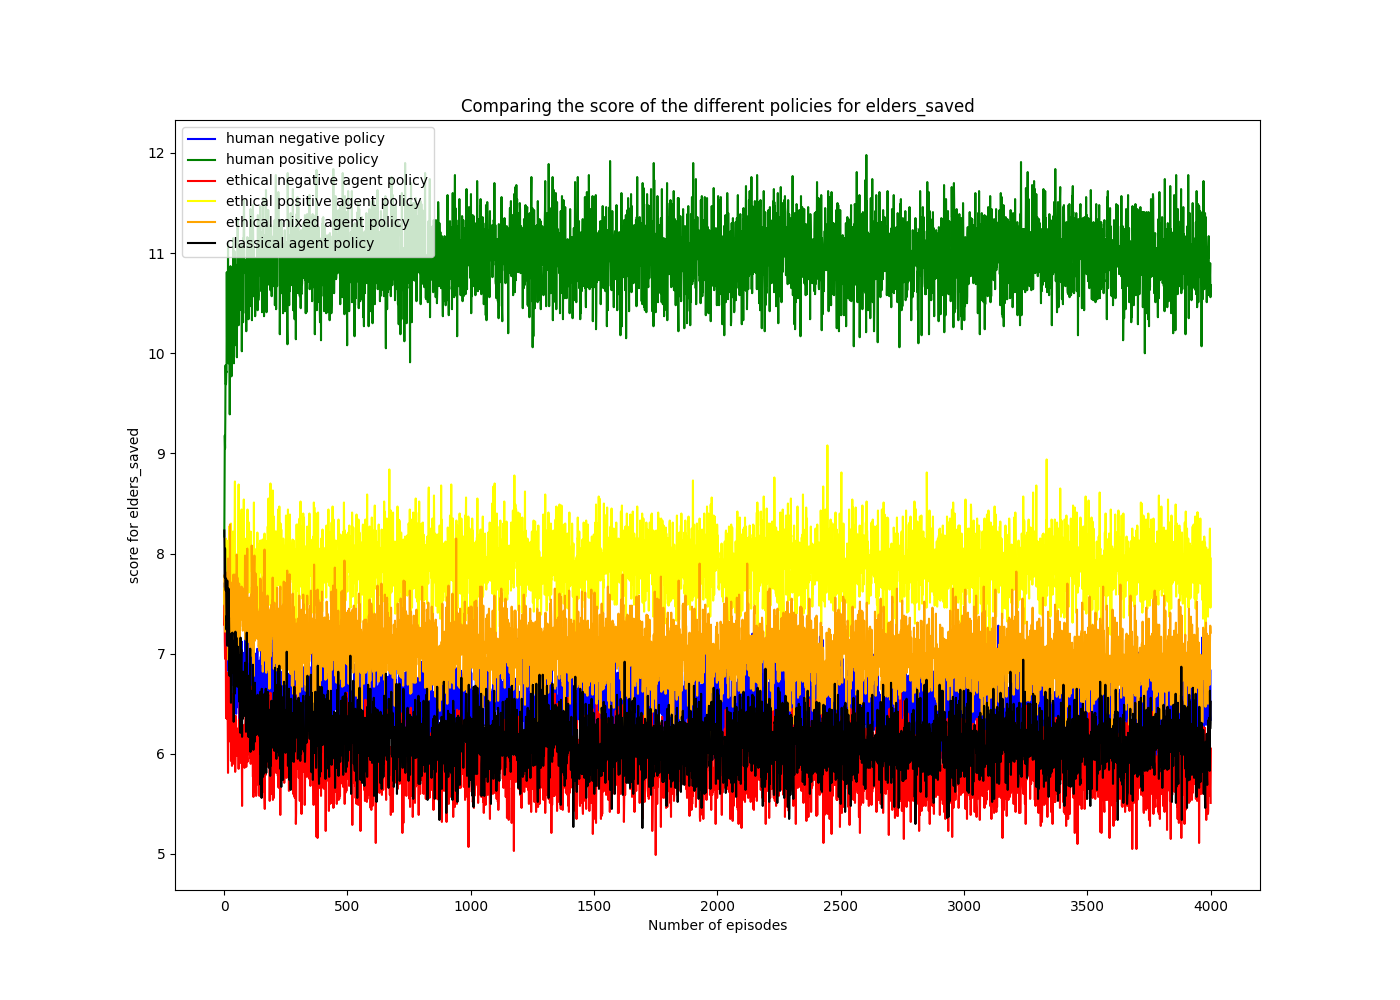 Comparing the score of the different policies for elders_saved
human negative policy
human positive policy
ethical negative agent policy
ethical positive agent policy
ethical mixed agent policy
classical agent policy
12
11
10
9
8
7
6
5
score for elders_saved
0
500
1000
1500
2000
2500
3000
3500
4000
Number of episodes